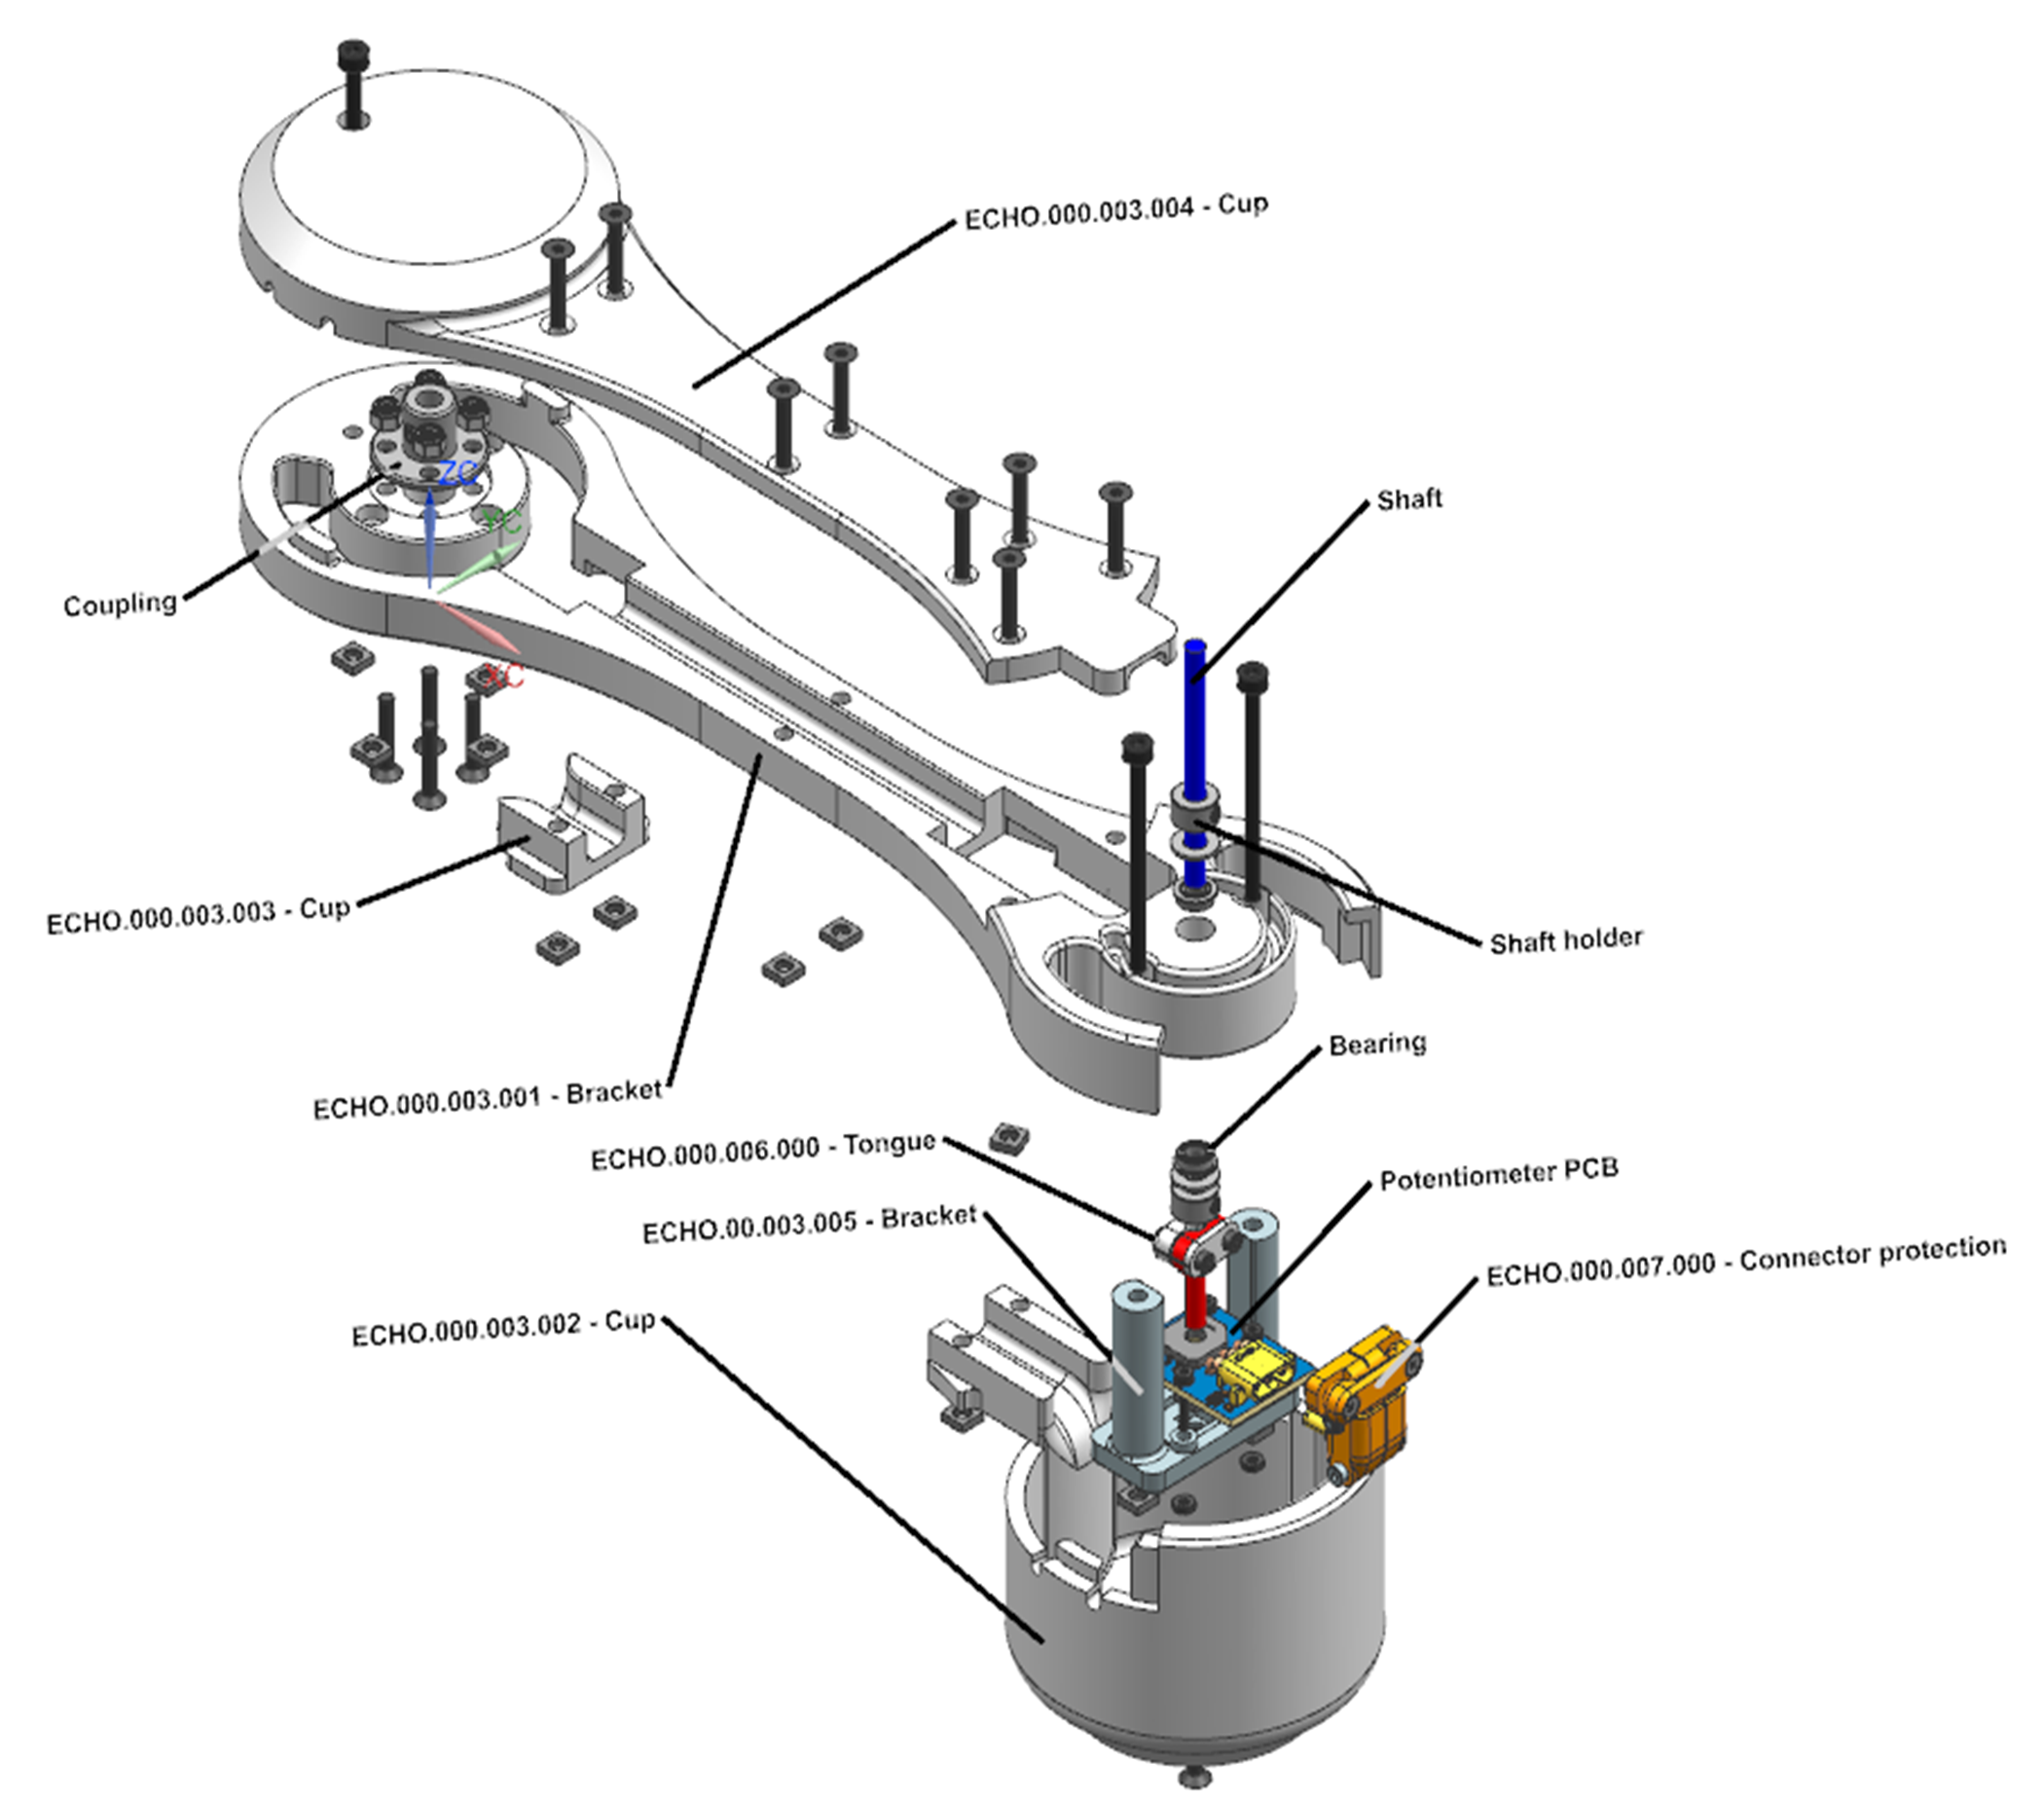 ECHO.000.003.004 - Cup
Shaft
ZC
YC
Coupling
XC
ECHO.000.003.003 - Cup
Shaft holder
Bearing
ECHO.000.003.001 - Bracket
ECHO.000.006.000 - Tongue
Potentiometer PCB
ECHO.00.003.005 - Bracket
ECHO.000.007.000 - Connector protection
ECHO.000.003.002 - Cup